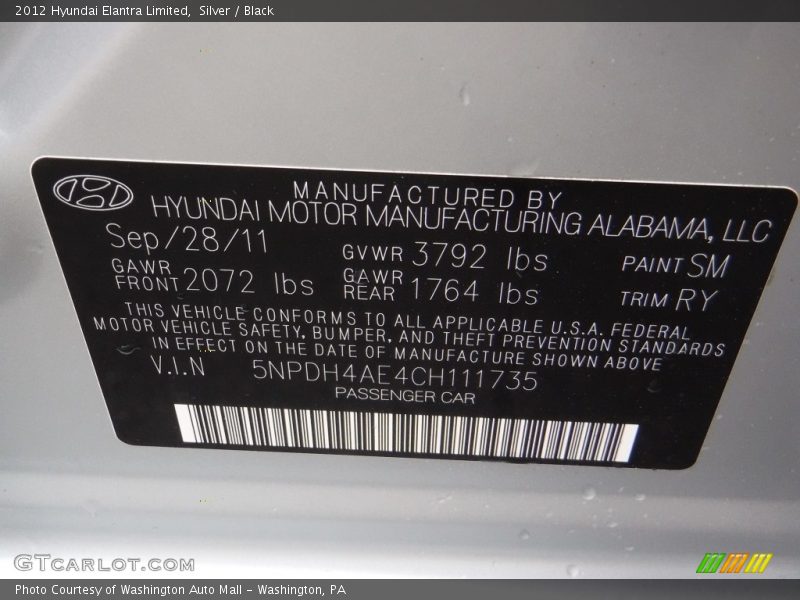 2012 Hyundai Elantra Limited, Silver / Black
MANUFACTURED BY
HYUNDAI MOTOR MANUFACTURING ALABAMA, LLC
Sep/28/11 GVWR 3792 lbs PAINT SM
GAWR FRONT 2072 lbs GAWR REAR 1764 lbs TRIM RY
THIS VEHICLE CONFORMS TO ALL APPLICABLE U.S.A. FEDERAL
MOTOR VEHICLE SAFETY, BUMPER, AND THEFT PREVENTION STANDARDS
IN EFFECT ON THE DATE OF MANUFACTURE SHOWN ABOVE
V.I.N 5NPDH4AE4CH111735
PASSENGER CAR
GTCARLOT.COM
Photo Courtesy of Washington Auto Mall - Washington, PA